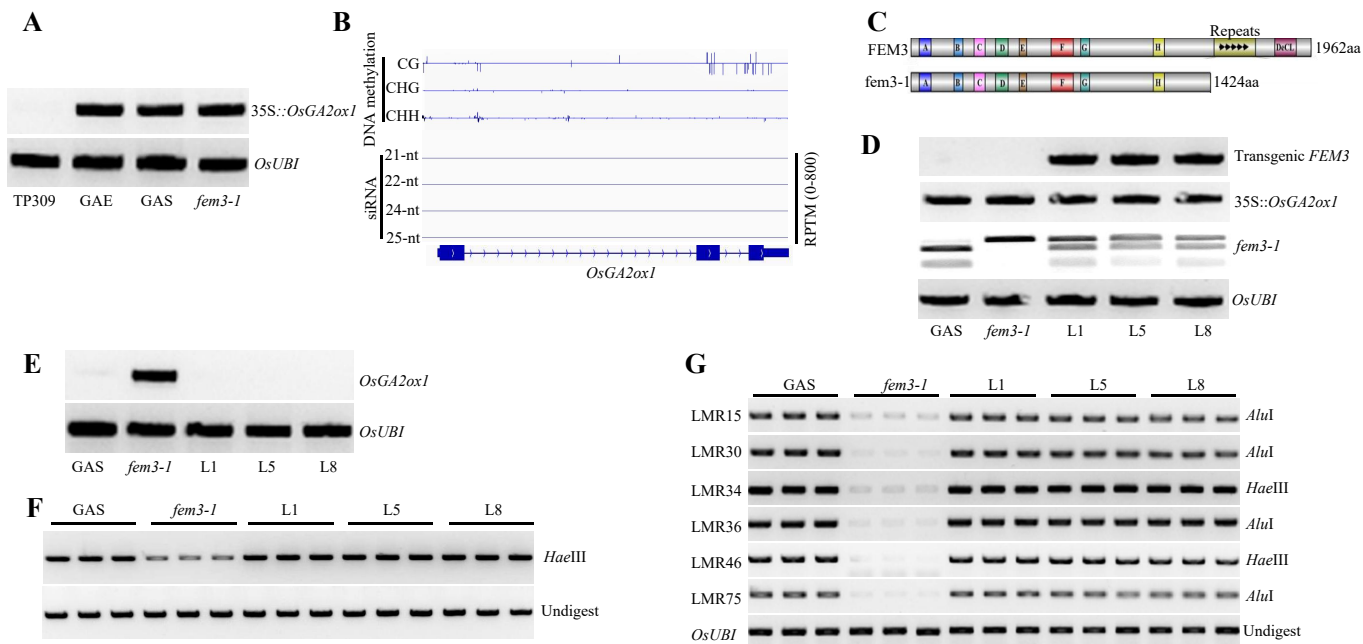 A
35S::OsGA2ox1
OsUBI
TP309 GAE GAS fem3-1
B
DNA methylation
CG
CHG
CHH
siRNA
21-nt
22-nt
24-nt
25-nt
RPTM (0-800)
OsGA2ox1
C
Repeats
A B C D E F G H DeCL
FEM3 1962aa
A B C D E F G H
fem3-1 1424aa
D
Transgenic FEM3
35S::OsGA2ox1
fem3-1
OsUBI
GAS fem3-1 L1 L5 L8
E
OsGA2ox1
OsUBI
GAS fem3-1 L1 L5 L8
F
GAS fem3-1 L1 L5 L8
HaeIII
Undigest
G
GAS fem3-1 L1 L5 L8
LMR15 AluI
LMR30 AluI
LMR34 HaeIII
LMR36 AluI
LMR46 HaeIII
LMR75 AluI
OsUBI Undigest